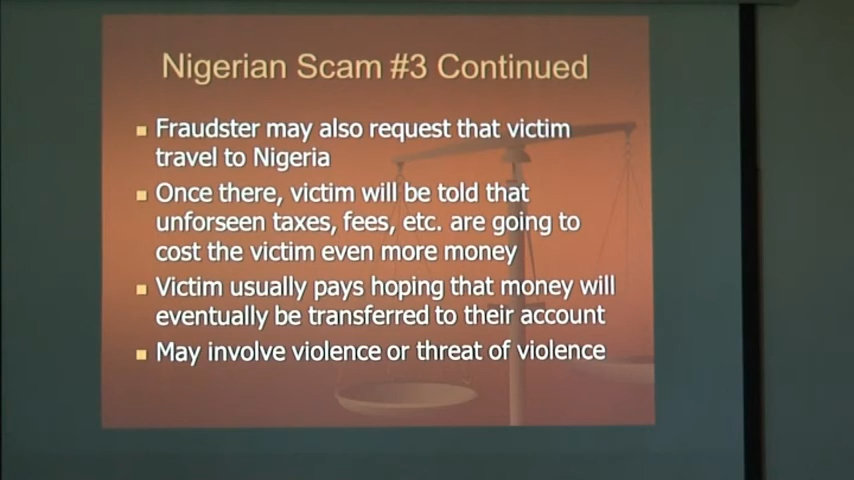 Nigerian Scam #3 Continued
Fraudster may also request that victim
travel to Nigeria
Once there, victim will be told that
unforseen taxes, fees, etc. are going to
cost the victim even more money
Victim usually pays hoping that money will
eventually be transferred to their account
May involve violence or threat of violence